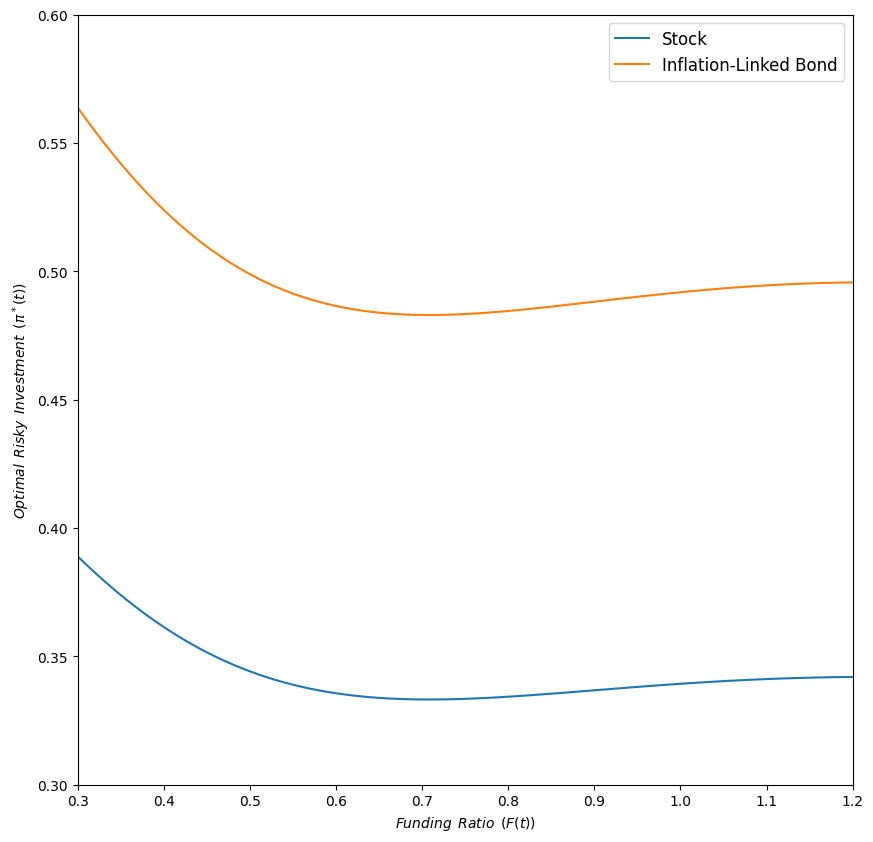 Stock
Inflation-Linked Bond
0.60
0.55
0.50
0.45
0.40
0.35
0.30
Optimal Risky Investment (π*(t))
0.3 0.4 0.5 0.6 0.7 0.8 0.9 1.0 1.1 1.2
Funding Ratio (F(t))